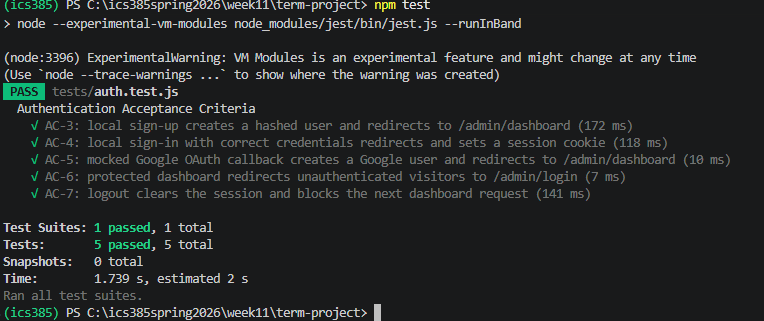 (ics385) PS C:\ics385spring2026\week11\term-project> npm test
> node --experimental-vm-modules node_modules/jest/bin/jest.js --runInBand
(node:3396) ExperimentalWarning: VM Modules is an experimental feature and might change at any time
(Use `node --trace-warnings ...` to show where the warning was created)
PASS tests/auth.test.js
Authentication Acceptance Criteria
√ AC-3: local sign-up creates a hashed user and redirects to /admin/dashboard (172 ms)
√ AC-4: local sign-in with correct credentials redirects and sets a session cookie (118 ms)
√ AC-5: mocked Google OAuth callback creates a Google user and redirects to /admin/dashboard (10 ms)
√ AC-6: protected dashboard redirects unauthenticated visitors to /admin/login (7 ms)
√ AC-7: logout clears the session and blocks the next dashboard request (141 ms)
Test Suites: 1 passed, 1 total
Tests: 5 passed, 5 total
Snapshots: 0 total
Time: 1.739 s, estimated 2 s
Ran all test suites.
(ics385) PS C:\ics385spring2026\week11\term-project>